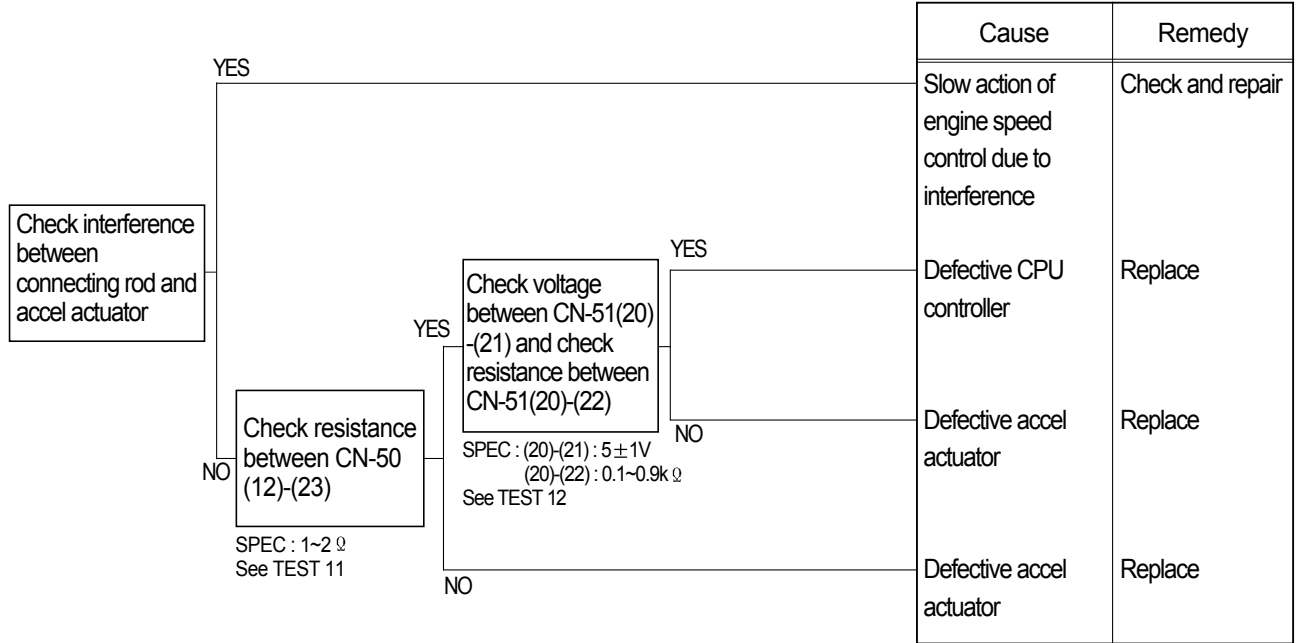 Cause
Remedy
YES
Slow action of
engine speed
control due to
interference
Check and repair
Check interference
between
connecting rod and
accel actuator
YES
Defective CPU
controller
Replace
Check voltage
between CN-51(20)
-(21) and check
resistance between
CN-51(20)-(22)
YES
NO
SPEC : (20)-(21) : 5±1V
(20)-(22) : 0.1~0.9k Ω
See TEST 12
Defective accel
actuator
Replace
NO
Check resistance
between CN-50
(12)-(23)
SPEC : 1~2 Ω
See TEST 11
NO
Defective accel
actuator
Replace